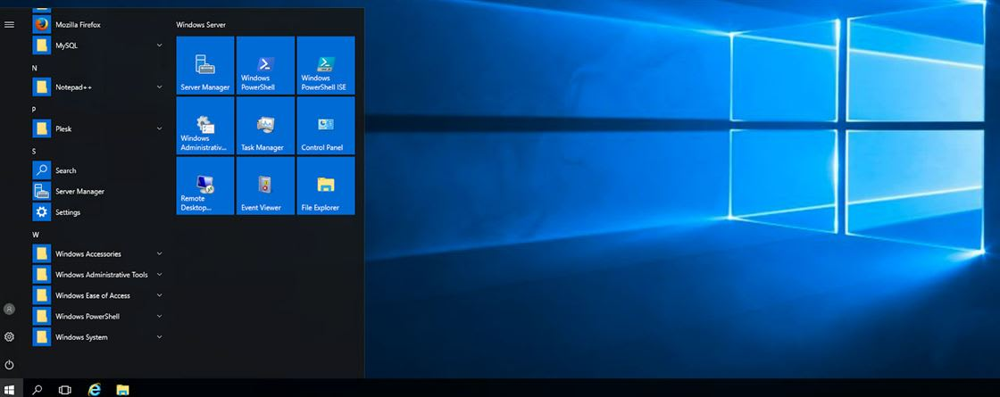 Mozilla Firefox
MySQL
N
Notepad++
P
Plesk
S
Search
Server Manager
Settings
W
Windows Accessories
Windows Administrative Tools
Windows Ease of Access
Windows PowerShell
Windows System
Windows Server
Server Manager
Windows
PowerShell
Windows
PowerShell ISE
Windows
Administrativ...
Task Manager
Control Panel
Remote
Desktop...
Event Viewer
File Explorer